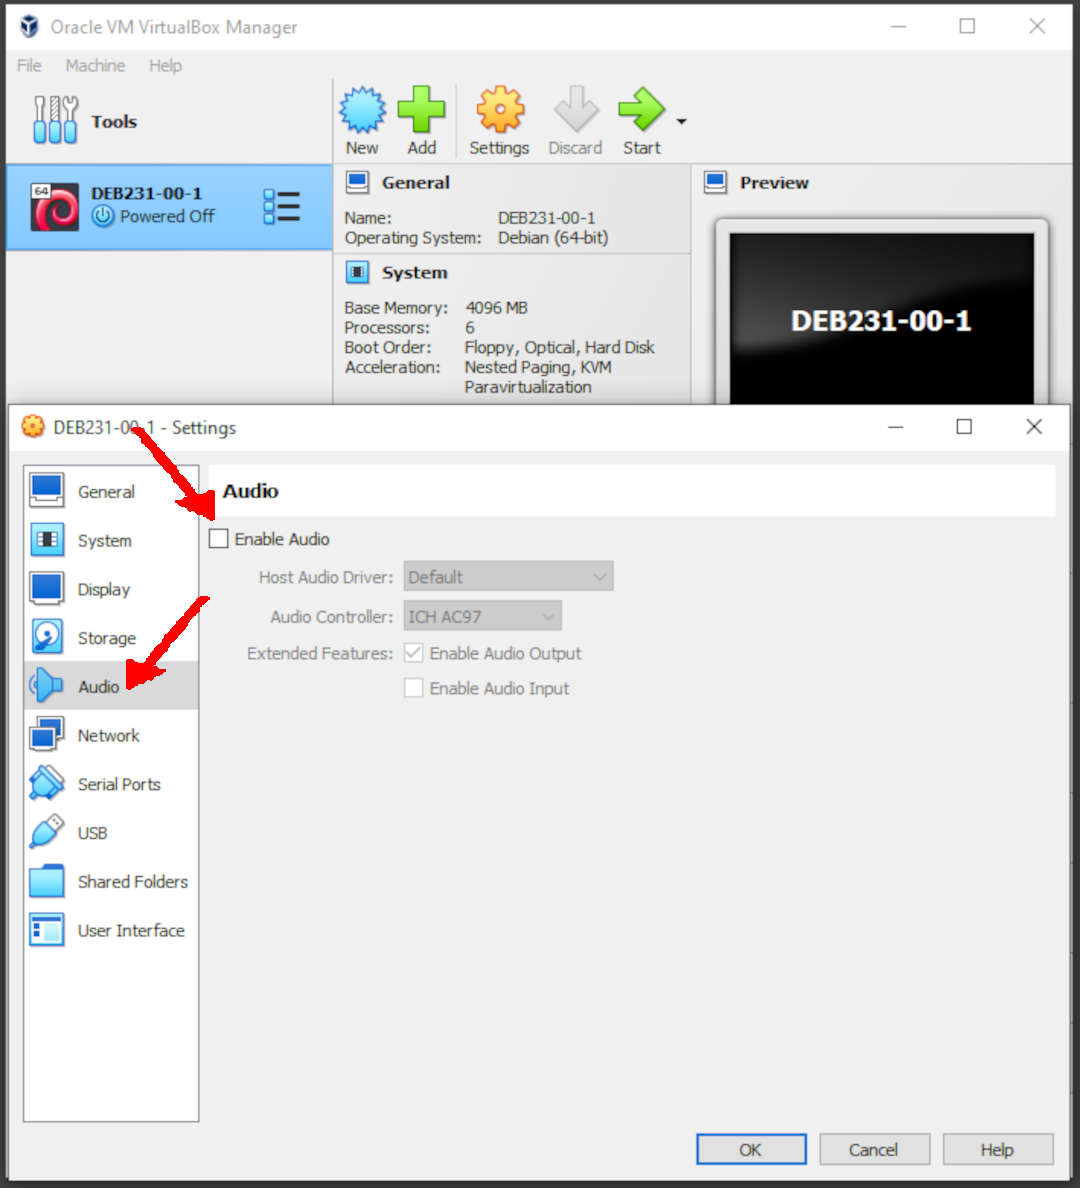 Oracle VM VirtualBox Manager
File Machine Help
Tools
New Add Settings Discard Start
64
DEB231-00-1
Powered Off
General
Name: DEB231-00-1
Operating System: Debian (64-bit)
System
Base Memory: 4096 MB
Processors: 6
Boot Order: Floppy, Optical, Hard Disk
Acceleration: Nested Paging, KVM
Paravirtualization
Preview
DEB231-00-1
DEB231-00-1 - Settings
General
System
Display
Storage
Audio
Network
Serial Ports
USB
Shared Folders
User Interface
Audio
Enable Audio
Host Audio Driver: Default
Audio Controller: ICH AC97
Extended Features: Enable Audio Output
Enable Audio Input
OK Cancel Help